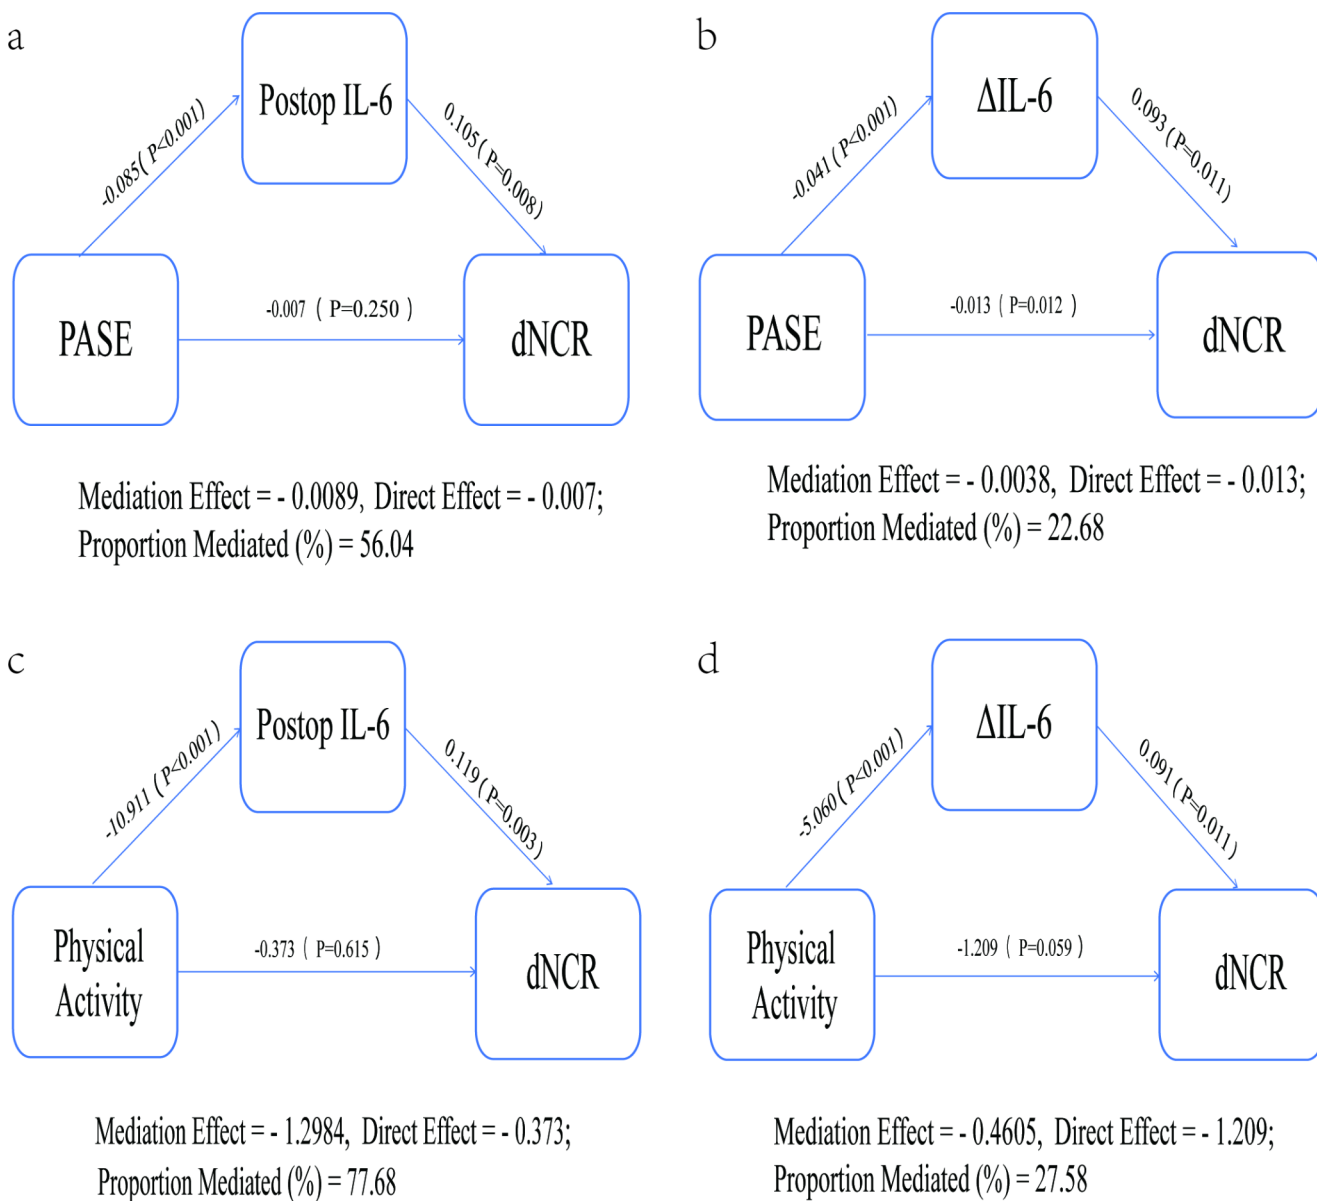 a
Postop IL-6
-0.085( P<0.001)
0.105( P=0.008)
PASE
-0.007 ( P=0.250 )
dNCR
Mediation Effect = - 0.0089, Direct Effect = - 0.007;
Proportion Mediated (%) = 56.04
b
ΔIL-6
-0.041 ( P<0.001)
0.093 ( P=0.011)
PASE
-0.013 ( P=0.012 )
dNCR
Mediation Effect = - 0.0038, Direct Effect = - 0.013;
Proportion Mediated (%) = 22.68
c
Postop IL-6
-10.911 ( P<0.001)
0.119 ( P=0.003)
Physical
Activity
-0.373 ( P=0.615 )
dNCR
Mediation Effect = - 1.2984, Direct Effect = - 0.373;
Proportion Mediated (%) = 77.68
d
ΔIL-6
-5.060 ( P<0.001)
0.091 ( P=0.011)
Physical
Activity
-1.209 ( P=0.059 )
dNCR
Mediation Effect = - 0.4605, Direct Effect = - 1.209;
Proportion Mediated (%) = 27.58